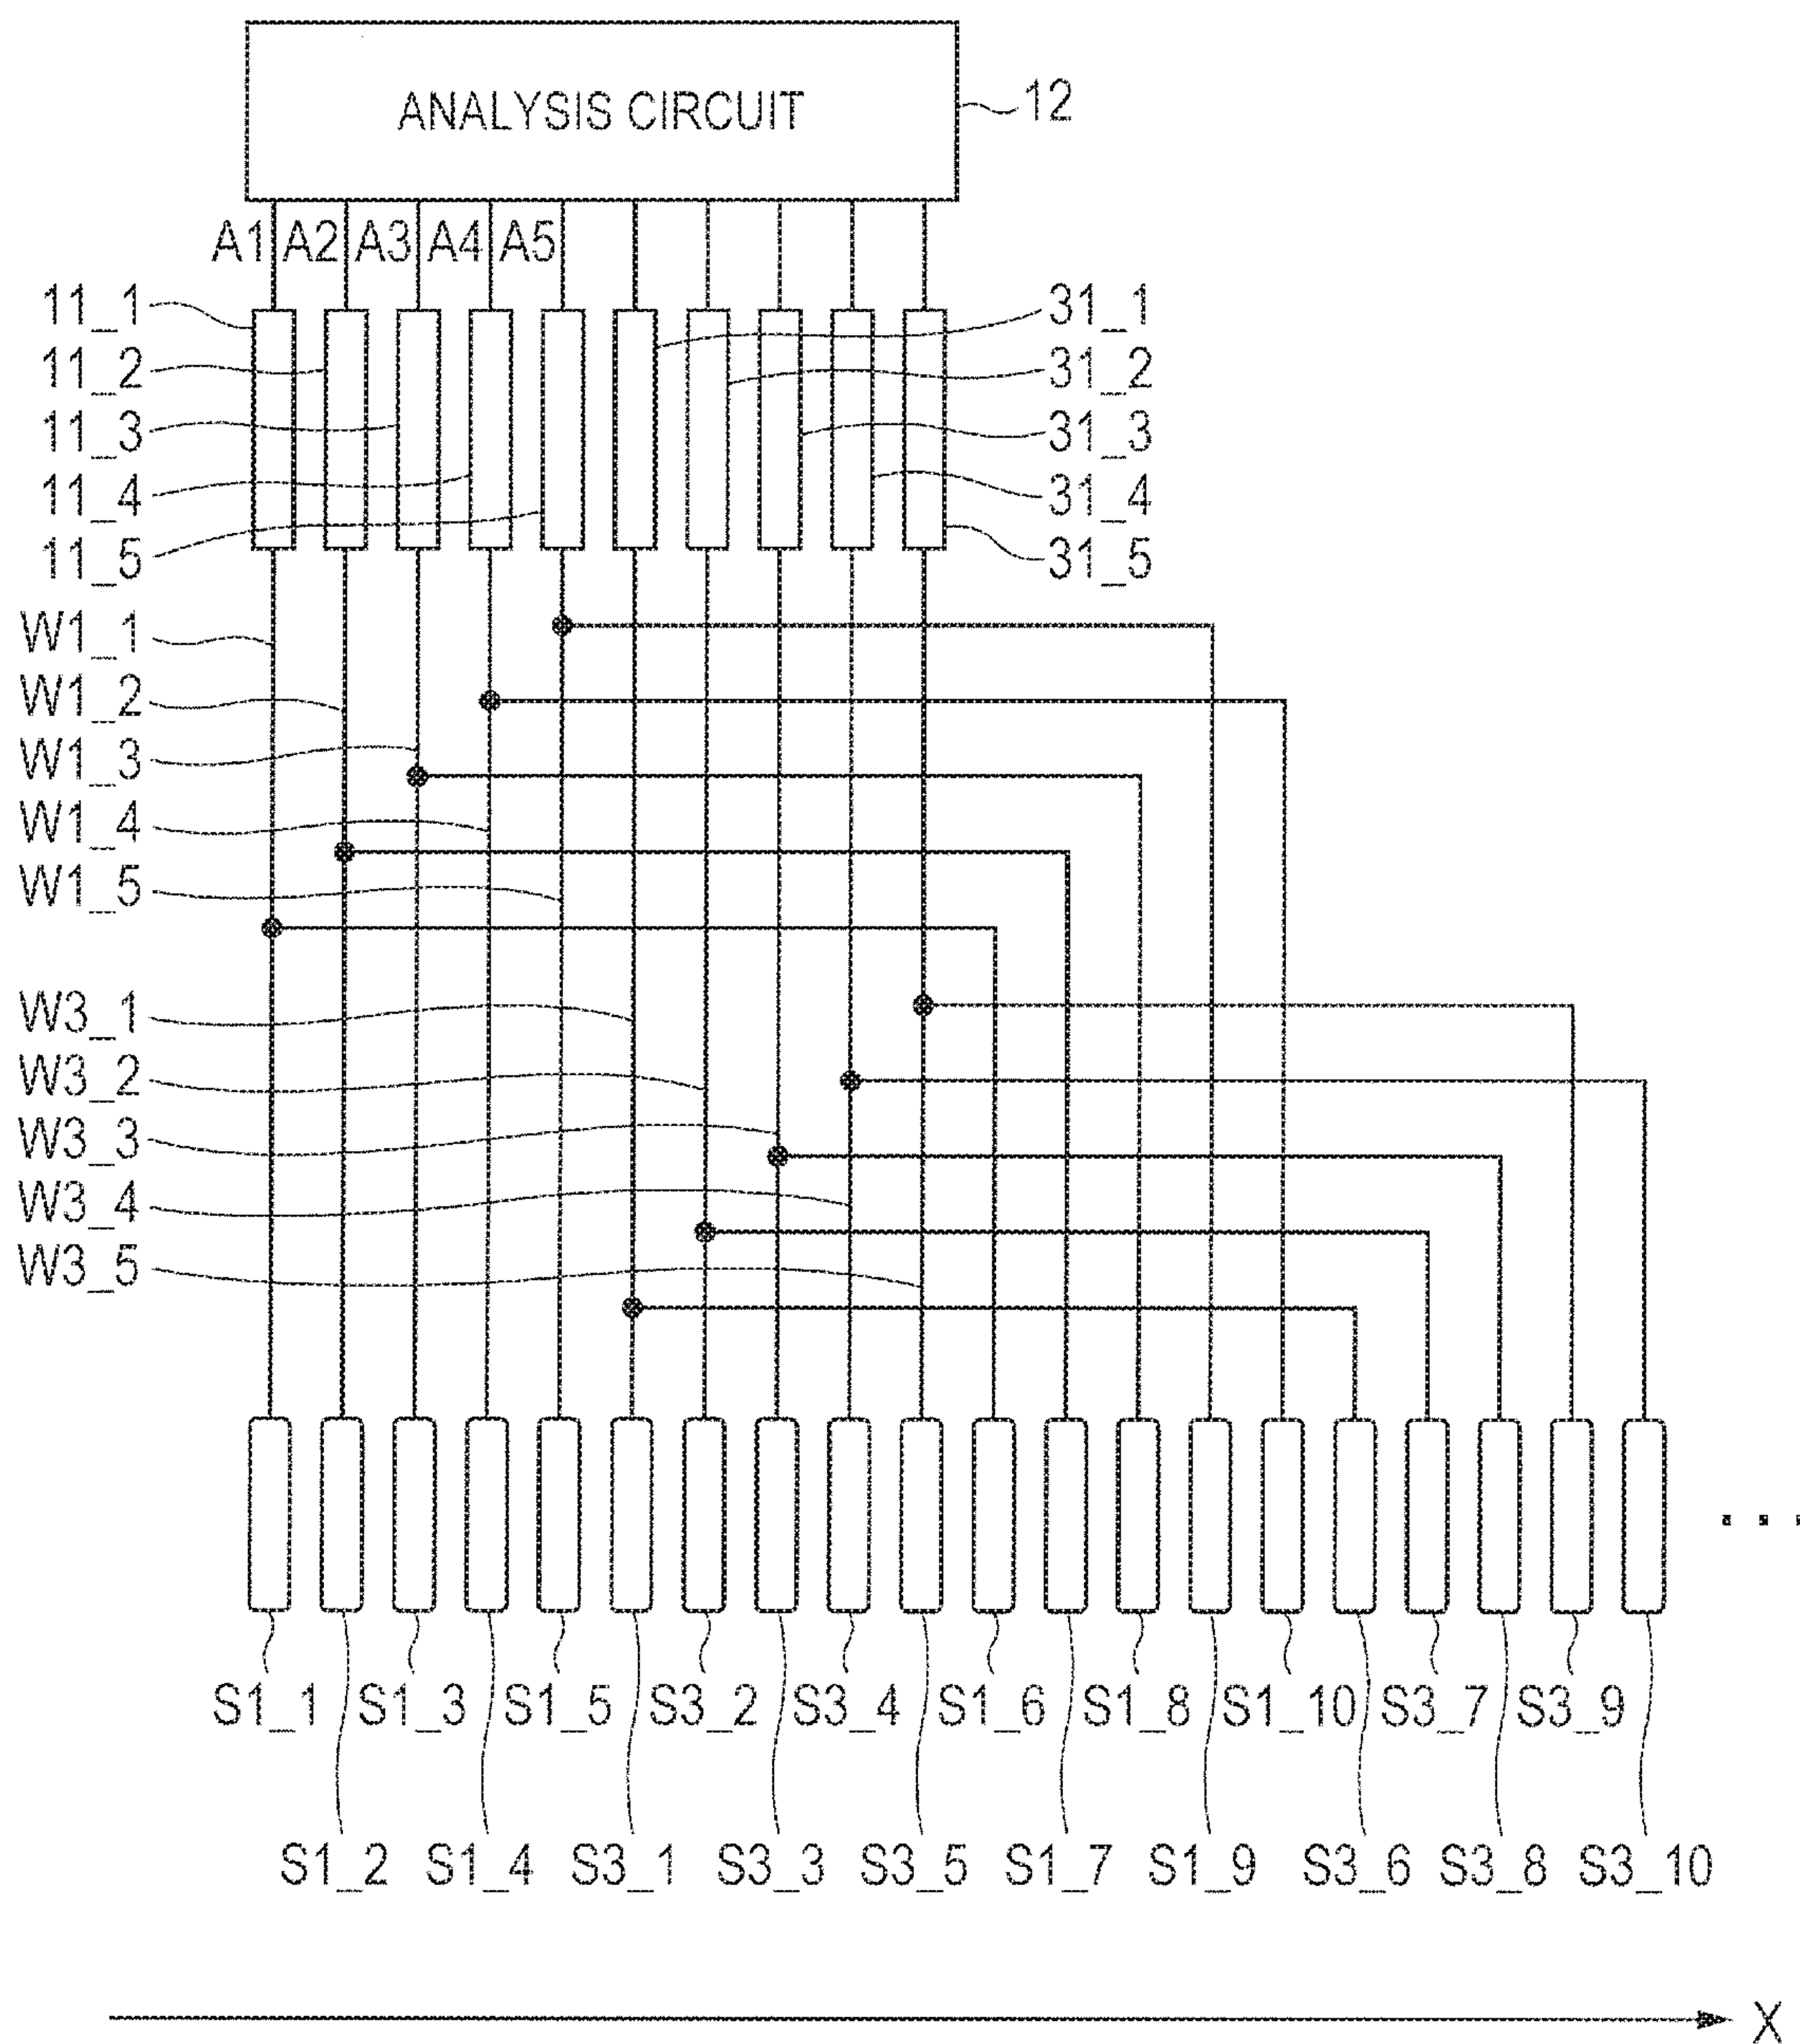 ANALYSIS CIRCUIT
12
A1 A2 A3 A4 A5
11_1
11_2
11_3
11_4
11_5
31_1
31_2
31_3
31_4
31_5
W1_1
W1_2
W1_3
W1_4
W1_5
W3_1
W3_2
W3_3
W3_4
W3_5
S1_1 S1_3 S1_5 S3_2 S3_4 S1_6 S1_8 S1_10 S3_7 S3_9
S1_2 S1_4 S3_1 S3_3 S3_5 S1_7 S1_9 S3_6 S3_8 S3_10
X